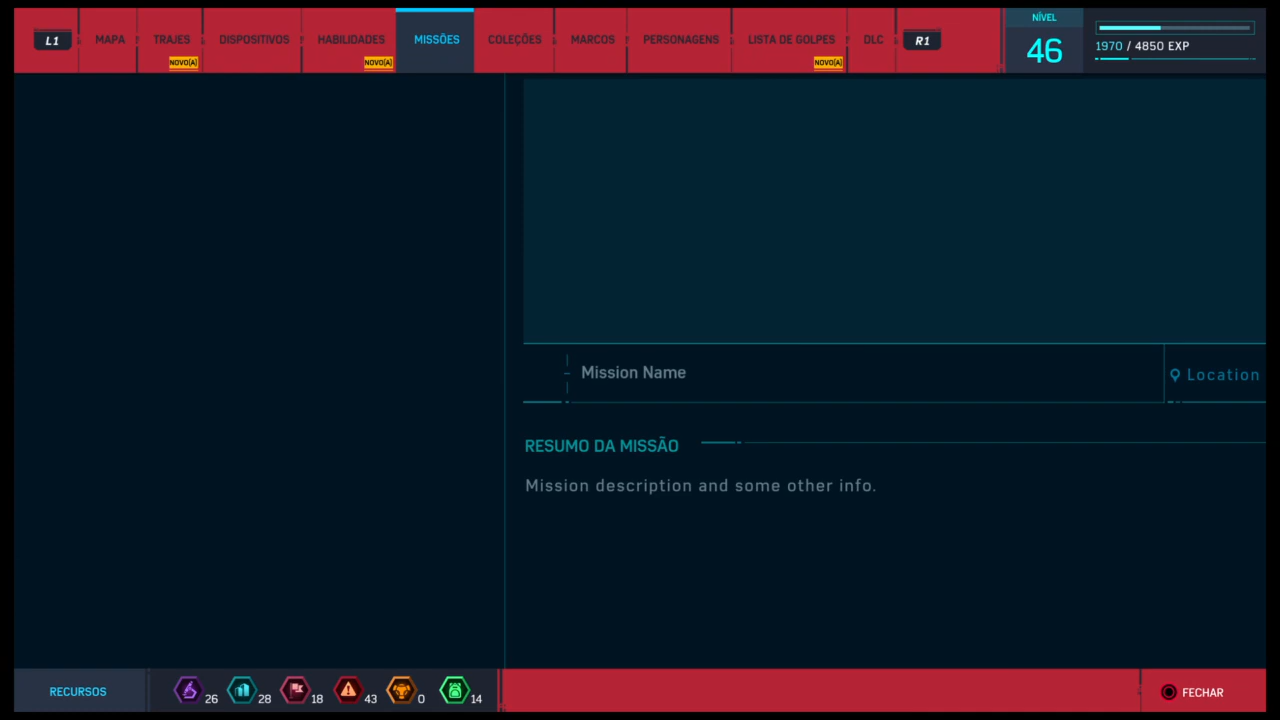 L1 MAPA TRAJES DISPOSITIVOS HABILIDADES MISSÕES COLEÇÕES MARCOS PERSONAGENS LISTA DE GOLPES DLC R1
NOVO[A] NOVO[A] NOVO[A]
NÍVEL
46
1970 / 4850 EXP
Mission Name
Location
RESUMO DA MISSÃO
Mission description and some other info.
RECURSOS 26 28 18 43 0 14 FECHAR